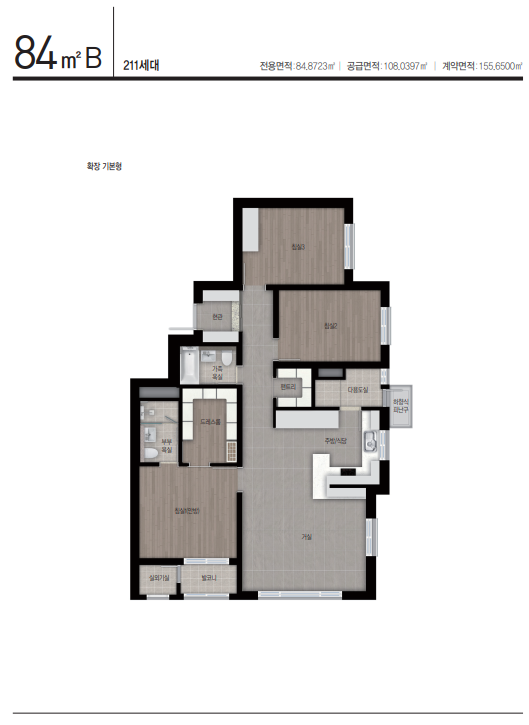 84㎡B
211세대
전용면적 : 84.8723㎡ | 공급면적 : 108.0397㎡ | 계약면적 : 155.6500㎡
확장 기본형
침실3
현관
침실2
가족
욕실
팬트리
다용도실
하향식
피난구
드레스룸
주방/식당
부부
욕실
침실1(안방)
거실
실외기실
발코니